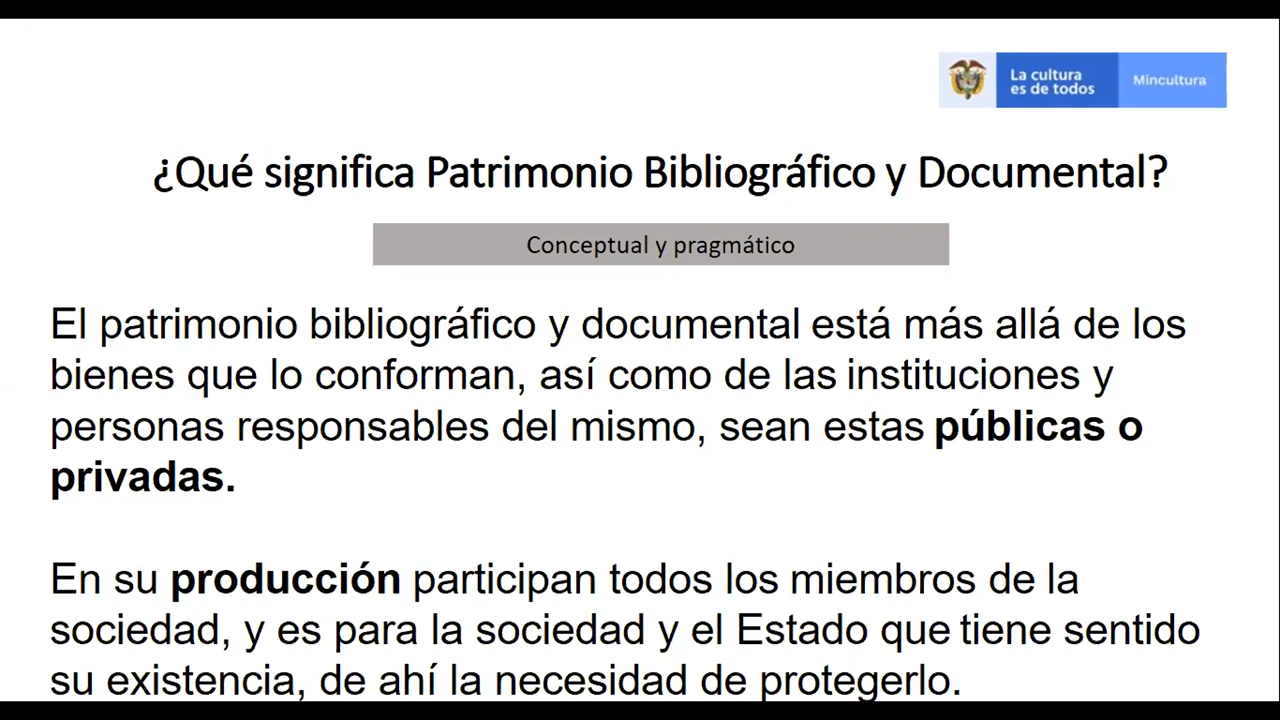 La cultura
es de todos
Mincultura
¿Qué significa Patrimonio Bibliográfico y Documental?
Conceptual y pragmático
El patrimonio bibliográfico y documental está más allá de los
bienes que lo conforman, así como de las instituciones y
personas responsables del mismo, sean estas públicas o
privadas.
En su producción participan todos los miembros de la
sociedad, y es para la sociedad y el Estado que tiene sentido
su existencia, de ahí la necesidad de protegerlo.